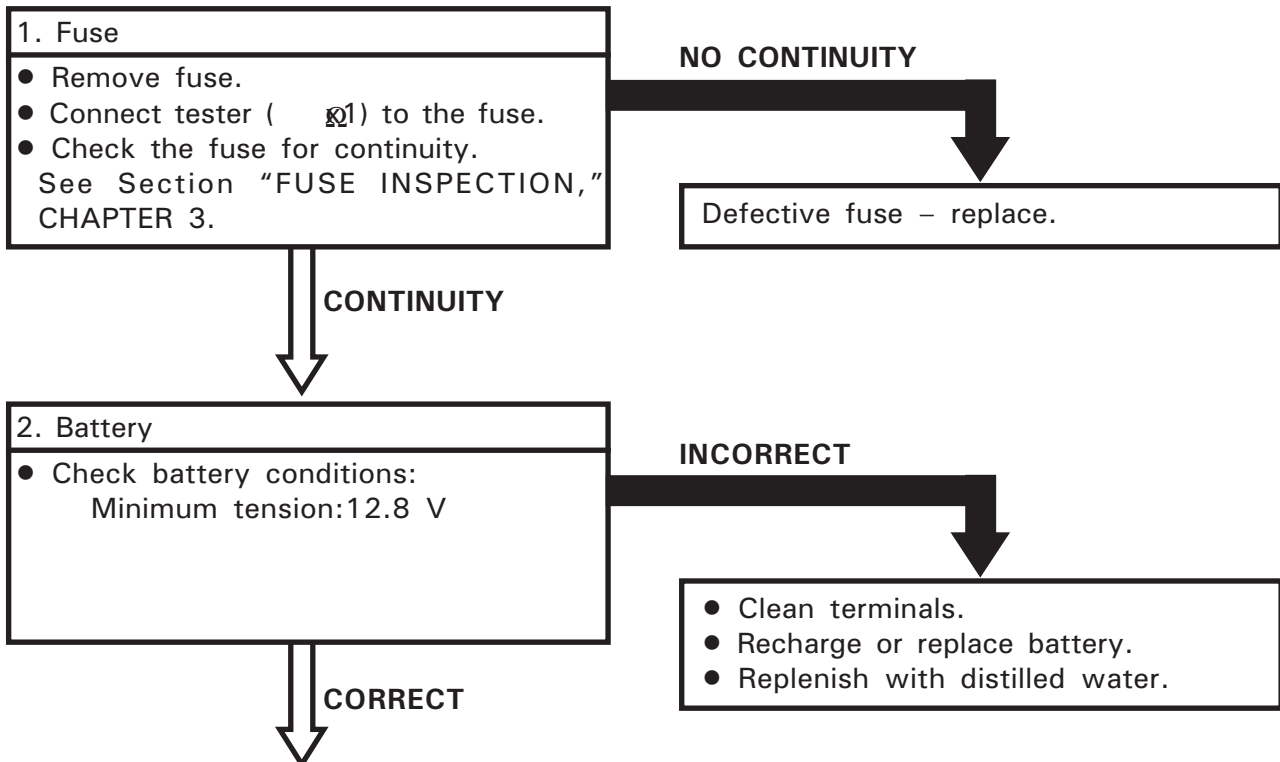 1. Fuse
● Remove fuse.
● Connect tester ( 1) to the fuse.
● Check the fuse for continuity.
See Section “FUSE INSPECTION,”
CHAPTER 3.
NO CONTINUITY
Defective fuse – replace.
CONTINUITY
2. Battery
● Check battery conditions:
Minimum tension:12.8 V
INCORRECT
● Clean terminals.
● Recharge or replace battery.
● Replenish with distilled water.
CORRECT